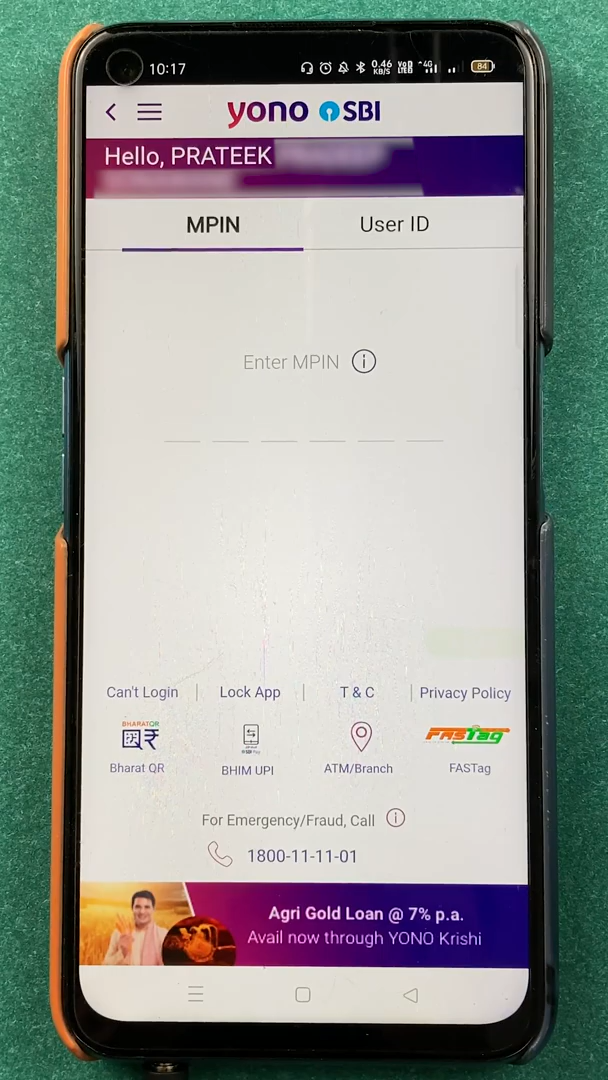 10:17
0.46 KB/S
4G
84
yono SBI
Hello, PRATEEK
MPIN
User ID
Enter MPIN
Can't Login | Lock App | T & C | Privacy Policy
BHARATQR
FASTag
Bharat QR
BHIM UPI
ATM/Branch
FASTag
For Emergency/Fraud, Call
1800-11-11-01
Agri Gold Loan @ 7% p.a.
Avail now through YONO Krishi